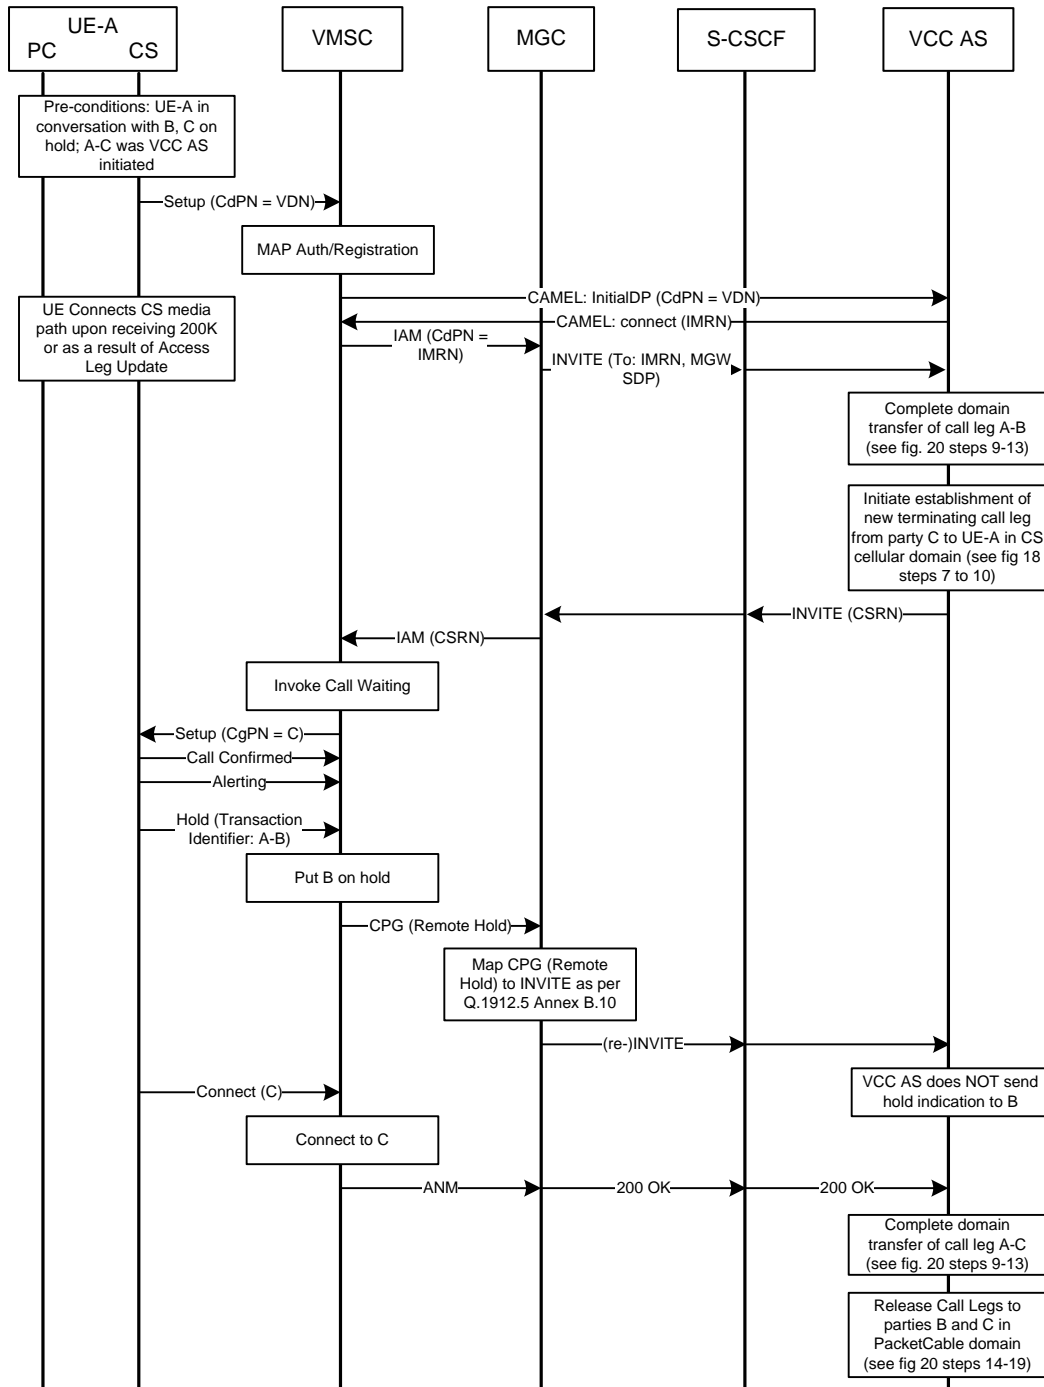 UE-A
PC CS
VMSC
MGC
S-CSCF
VCC AS
Pre-conditions: UE-A in
conversation with B, C on
hold; A-C was VCC AS
initiated
Setup (CdPN = VDN)
MAP Auth/Registration
CAMEL: InitialDP (CdPN = VDN)
UE Connects CS media
path upon receiving 200K
or as a result of Access
Leg Update
CAMEL: connect (IMRN)
IAM (CdPN =
IMRN)
INVITE (To: IMRN, MGW
SDP)
Complete domain
transfer of call leg A-B
(see fig. 20 steps 9-13)
Initiate establishment of
new terminating call leg
from party C to UE-A in CS
cellular domain (see fig 18
steps 7 to 10)
INVITE (CSRN)
IAM (CSRN)
Invoke Call Waiting
Setup (CgPN = C)
Call Confirmed
Alerting
Hold (Transaction
Identifier: A-B)
Put B on hold
CPG (Remote Hold)
Map CPG (Remote
Hold) to INVITE as per
Q.1912.5 Annex B.10
(re-)INVITE
VCC AS does NOT send
hold indication to B
Connect (C)
Connect to C
ANM
200 OK
200 OK
Complete domain
transfer of call leg A-C
(see fig. 20 steps 9-13)
Release Call Legs to
parties B and C in
PacketCable domain
(see fig 20 steps 14-19)